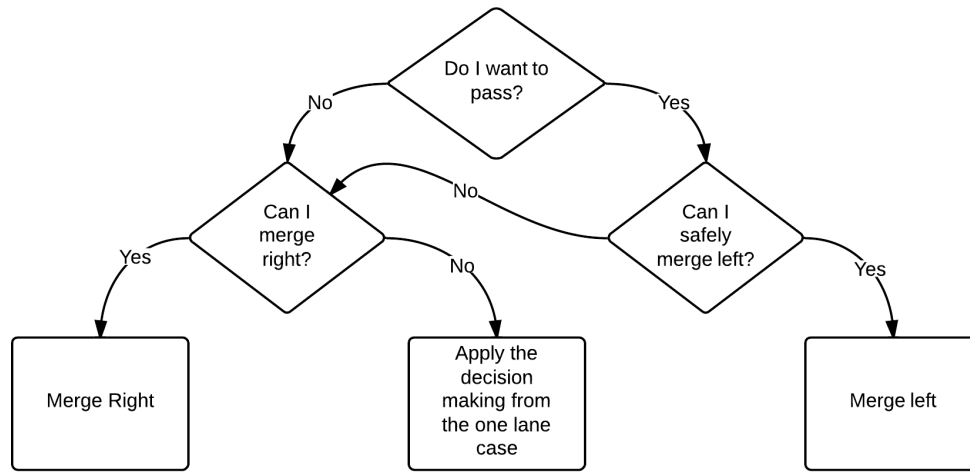 Do I want to
pass?
No
Yes
No
Can I
merge
right?
Can I
safely
merge left?
Yes
No
Yes
Merge Right
Apply the
decision
making from
the one lane
case
Merge left